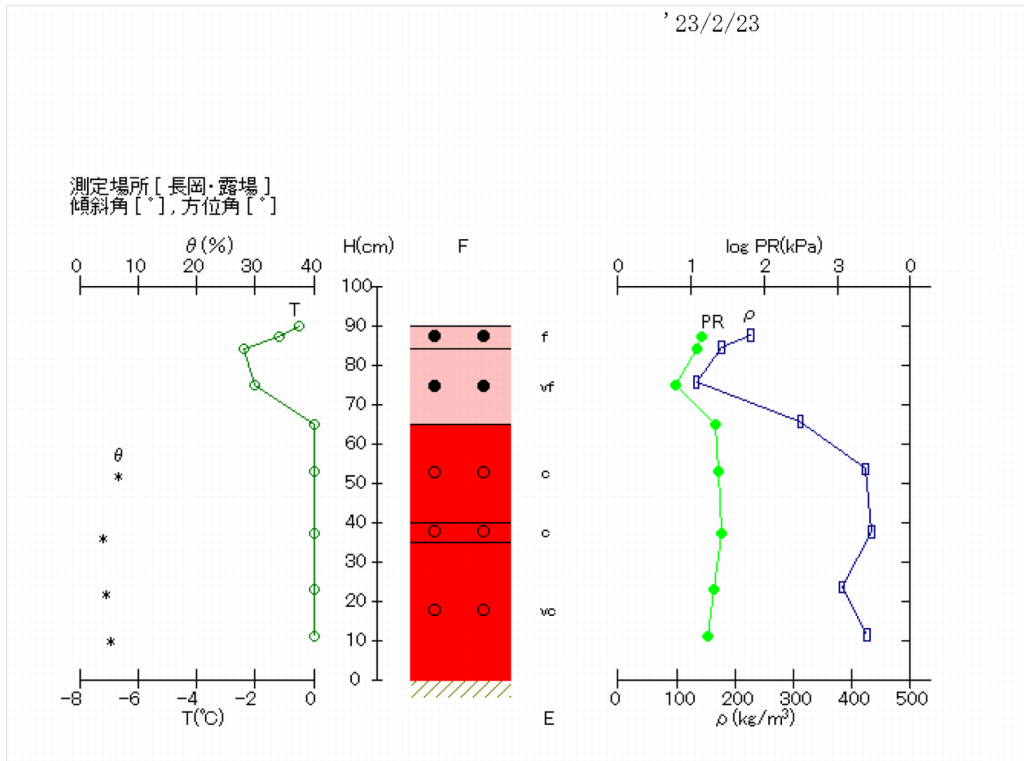 '23/2/23
測定場所[ 長岡・露場 ]
傾斜角[ ° ], 方位角[ ° ]
θ(%) H(cm) F log PR(kPa)
0 10 20 30 40 0 1 2 3 0
100
T
PR ρ
90
f
80
vf
70
60
θ
50
c
40
c
30
20
vc
10
0
-8 -6 -4 -2 0 0 100 200 300 400 500
T(℃) E ρ(kg/m³)